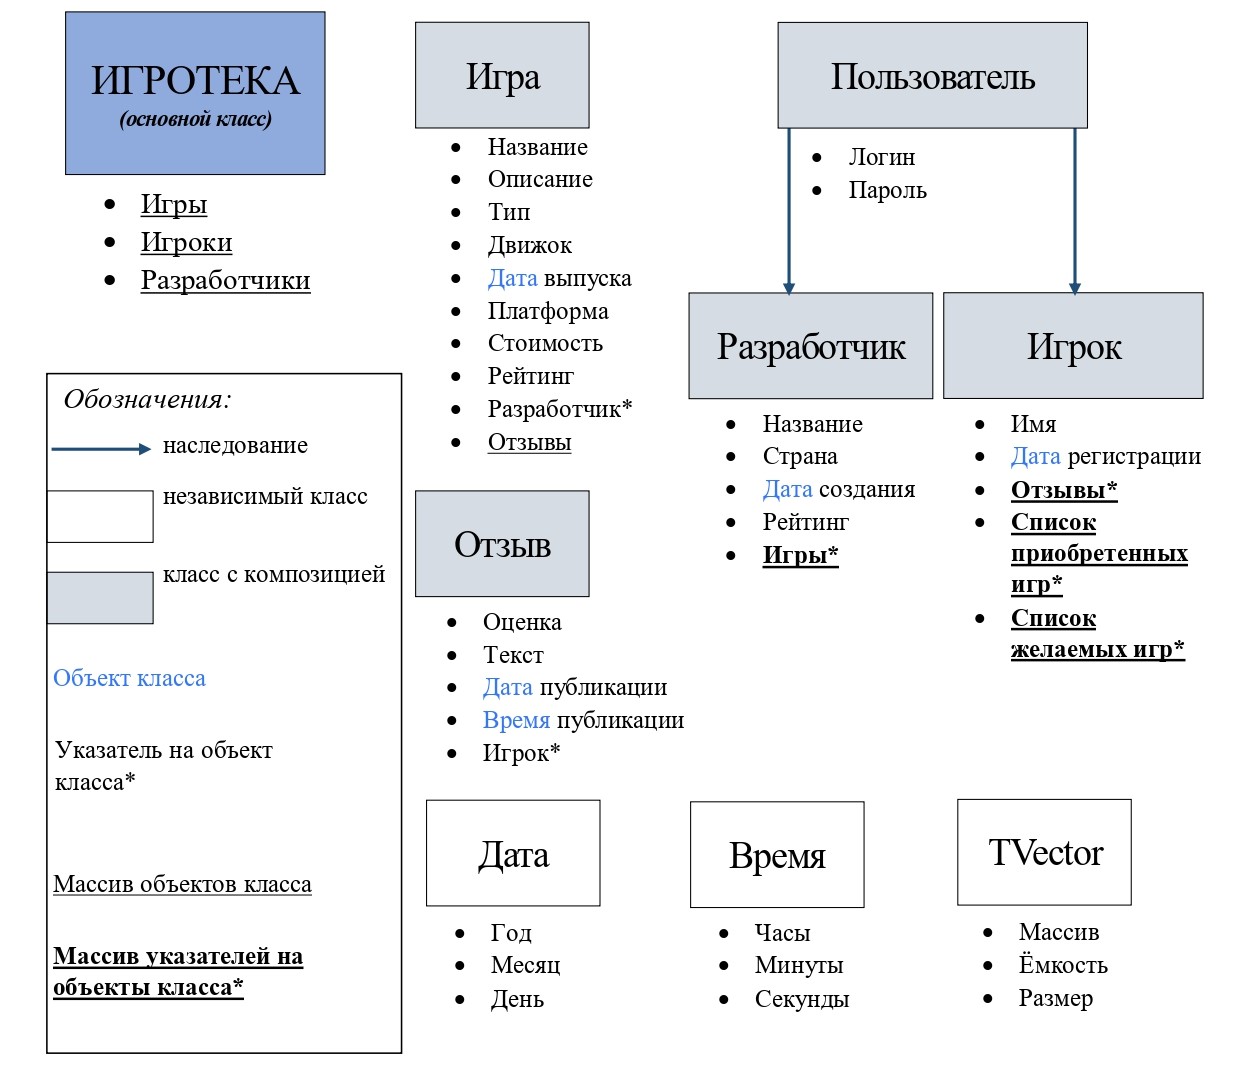 ИГРОТЕКА
(основной класс)
Игры
Игроки
Разработчики
Игра
Название
Описание
Тип
Движок
Дата выпуска
Платформа
Стоимость
Рейтинг
Разработчик*
Отзывы
Пользователь
Логин
Пароль
Разработчик
Название
Страна
Дата создания
Рейтинг
Игры*
Игрок
Имя
Дата регистрации
Отзывы*
Список
приобретенных
игр*
Список
желаемых игр*
Обозначения:
наследование
независимый класс
класс с композицией
Объект класса
Указатель на объект
класса*
Массив объектов класса
Массив указателей на
объекты класса*
Отзыв
Оценка
Текст
Дата публикации
Время публикации
Игрок*
Дата
Год
Месяц
День
Время
Часы
Минуты
Секунды
TVector
Массив
Ёмкость
Размер